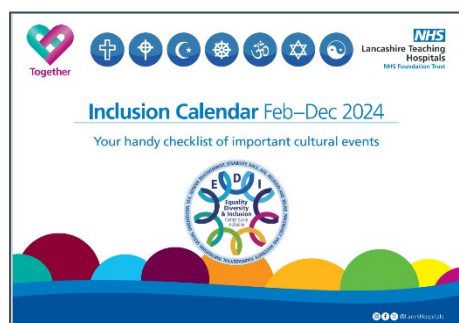 Together
NHS
Lancashire Teaching
Hospitals
NHS Foundation Trust
Inclusion Calendar Feb–Dec 2024
Your handy checklist of important cultural events
E D I
Equality
Diversity
& Inclusion
@LancsHospitals